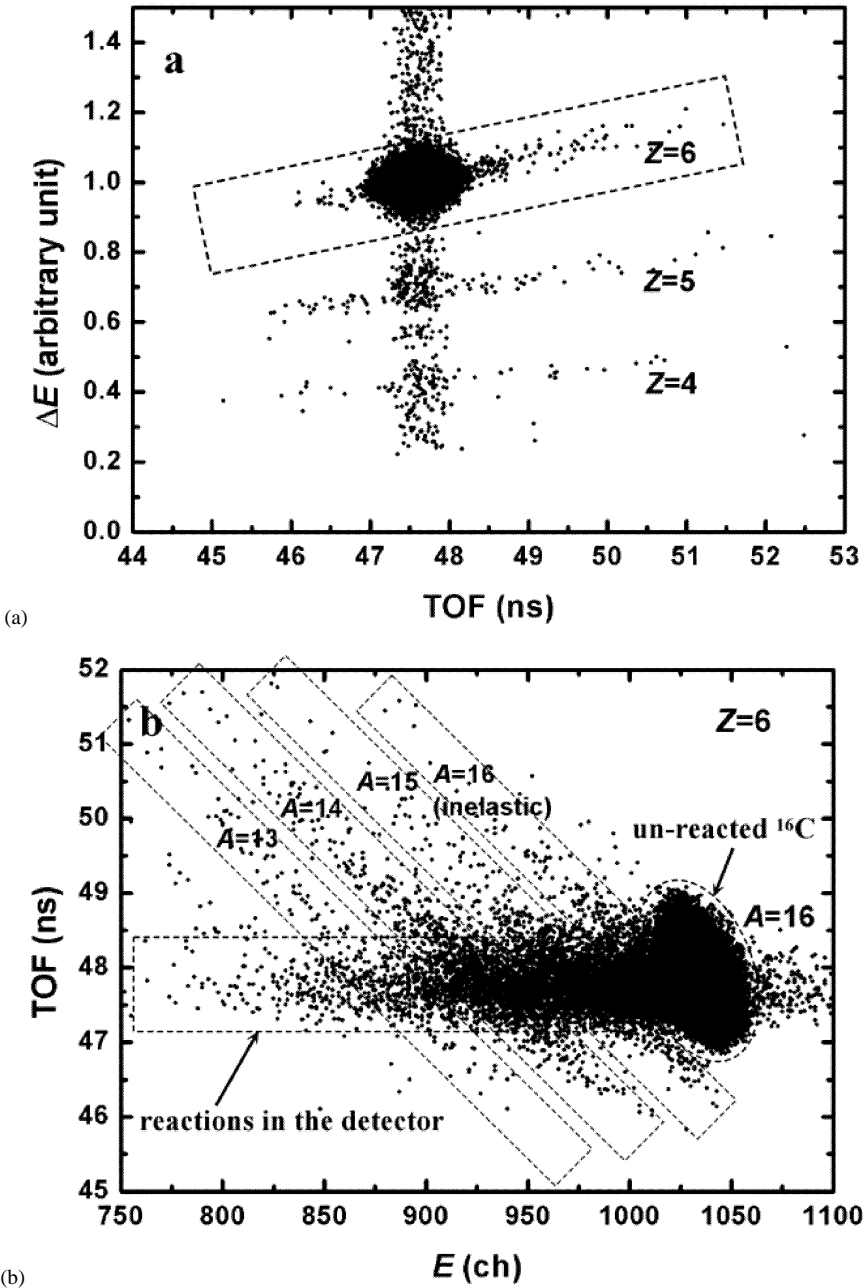 a
1.4
1.2
1.0
0.8
0.6
0.4
0.2
0.0
ΔE (arbitrary unit)
Z=6
Z=5
Z=4
44 45 46 47 48 49 50 51 52 53
TOF (ns)
(a)
b
52
51
50
49
48
47
46
45
TOF (ns)
Z=6
A=13
A=14
A=15
A=16
(inelastic)
un-reacted ¹⁶C
A=16
reactions in the detector
750 800 850 900 950 1000 1050 1100
E (ch)
(b)